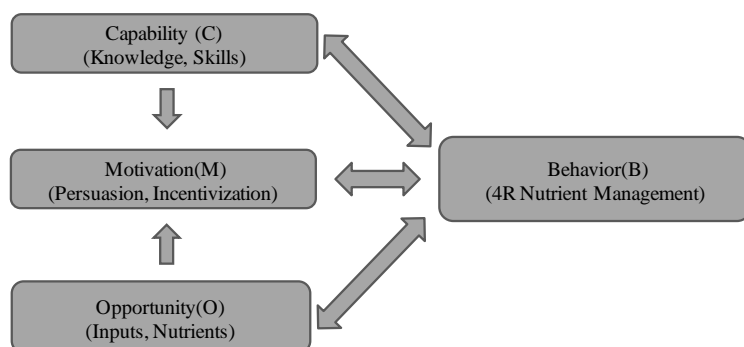 Capability (C)
(Knowledge, Skills)
Motivation(M)
(Persuasion, Incentivization)
Behavior(B)
(4R Nutrient Management)
Opportunity(O)
(Inputs, Nutrients)